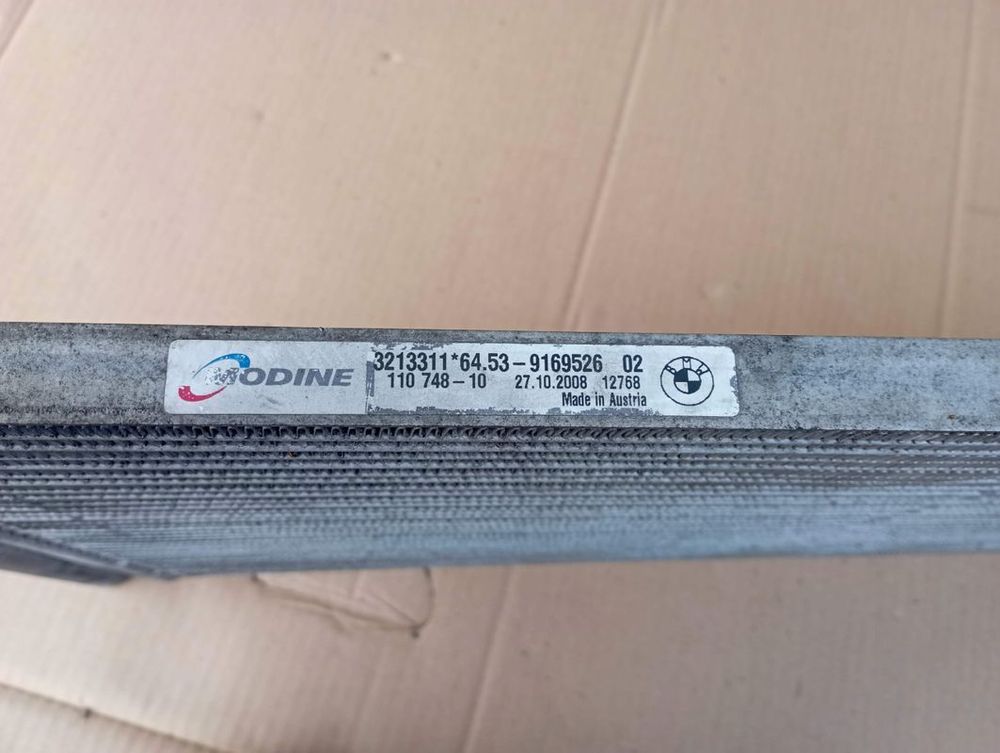 MODINE
3213311*64.53-9169526 02
110 748-10 27.10.2008 12768
Made in Austria
BMW